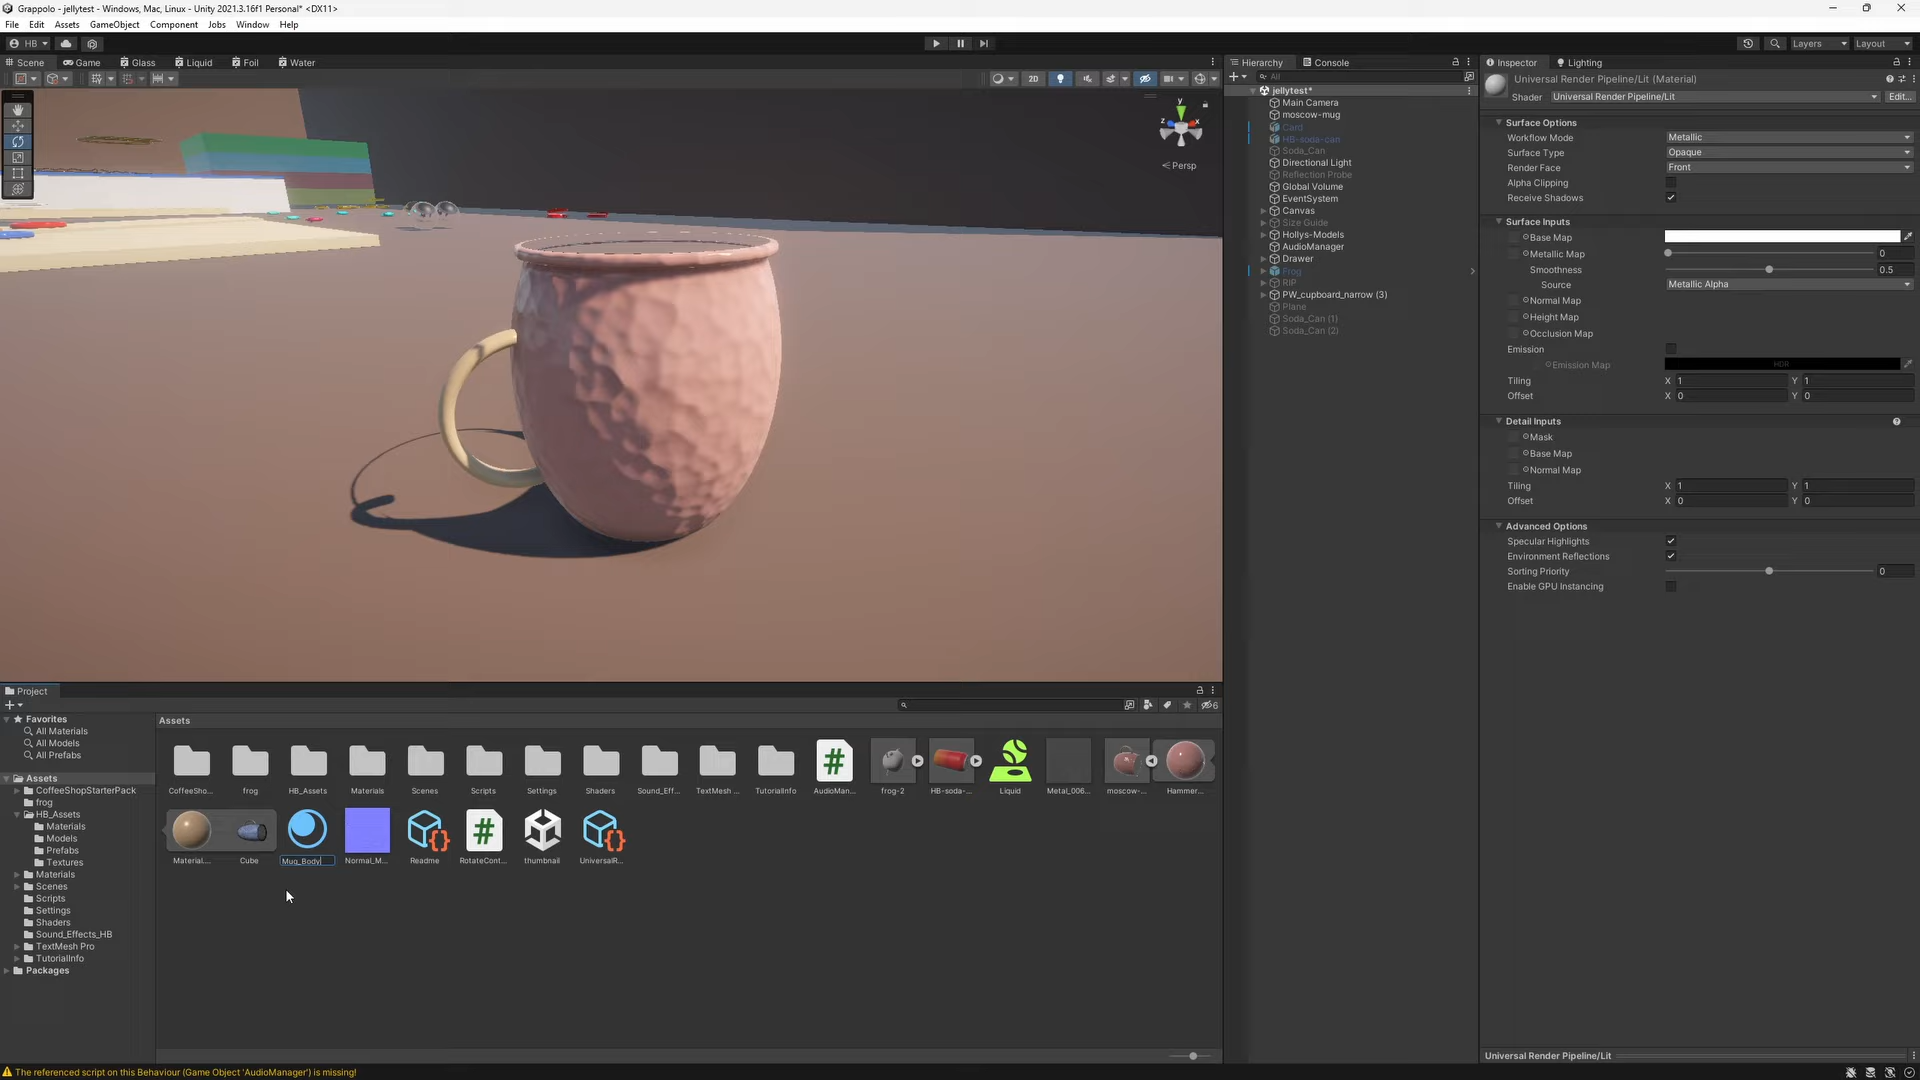 Grappolo - jellytest - Windows, Mac, Linux - Unity 2021.3.16f1 Personal* <DX11>
File Edit Assets GameObject Component Jobs Window Help
HB
Layers
Layout
Scene Game Glass Liquid Foil Water
2D
y
z
x
< Persp
Hierarchy
Console
All
jellytest*
Main Camera
moscow-mug
Card
HB-soda-can
Soda_Can
Directional Light
Reflection Probe
Global Volume
EventSystem
Canvas
Size Guide
Hollys-Models
AudioManager
Drawer
Frog
RIP
PW_cupboard_narrow (3)
Plane
Soda_Can (1)
Soda_Can (2)
Inspector
Lighting
Universal Render Pipeline/Lit (Material)
Shader Universal Render Pipeline/Lit Edit...
Surface Options
Workflow Mode Metallic
Surface Type Opaque
Render Face Front
Alpha Clipping
Receive Shadows
Surface Inputs
Base Map
Metallic Map 0
Smoothness 0.5
Source Metallic Alpha
Normal Map
Height Map
Occlusion Map
Emission
Emission Map HDR
Tiling X 1 Y 1
Offset X 0 Y 0
Detail Inputs
Mask
Base Map
Normal Map
Tiling X 1 Y 1
Offset X 0 Y 0
Advanced Options
Specular Highlights
Environment Reflections
Sorting Priority 0
Enable GPU Instancing
Universal Render Pipeline/Lit
Project
6
Favorites
All Materials
All Models
All Prefabs
Assets
CoffeeShopStarterPack
frog
HB_Assets
Materials
Models
Prefabs
Textures
Materials
Scenes
Scripts
Settings
Shaders
Sound_Effects_HB
TextMesh Pro
TutorialInfo
Packages
Assets
CoffeeSho... frog HB_Assets Materials Scenes Scripts Settings Shaders Sound_Eff... TextMesh ... TutorialInfo AudioMan... frog-2 HB-soda-... Liquid Metal_006... moscow-... Hammer...
Material.... Cube Mug_Body Normal_M... Readme RotateCont... thumbnail UniversalR...
The referenced script on this Behaviour (Game Object 'AudioManager') is missing!